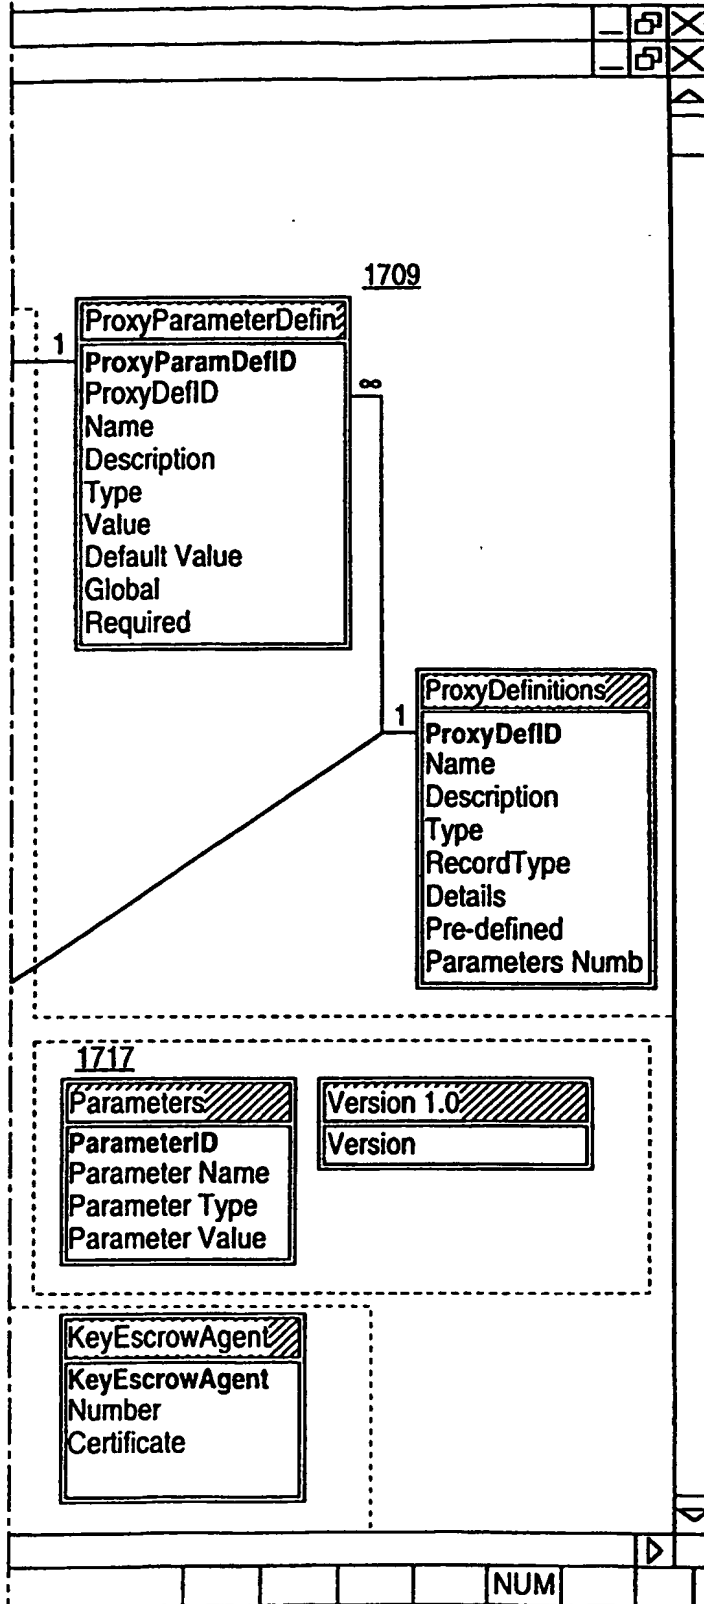 1709
ProxyParameterDefin
1
ProxyParamDefID
ProxyDefID
∞
Name
Description
Type
Value
Default Value
Global
Required
ProxyDefinitions
1
ProxyDefID
Name
Description
Type
RecordType
Details
Pre-defined
Parameters Numb
1717
Parameters
ParameterID
Parameter Name
Parameter Type
Parameter Value
Version 1.0
Version
KeyEscrowAgent
KeyEscrowAgent
Number
Certificate
NUM